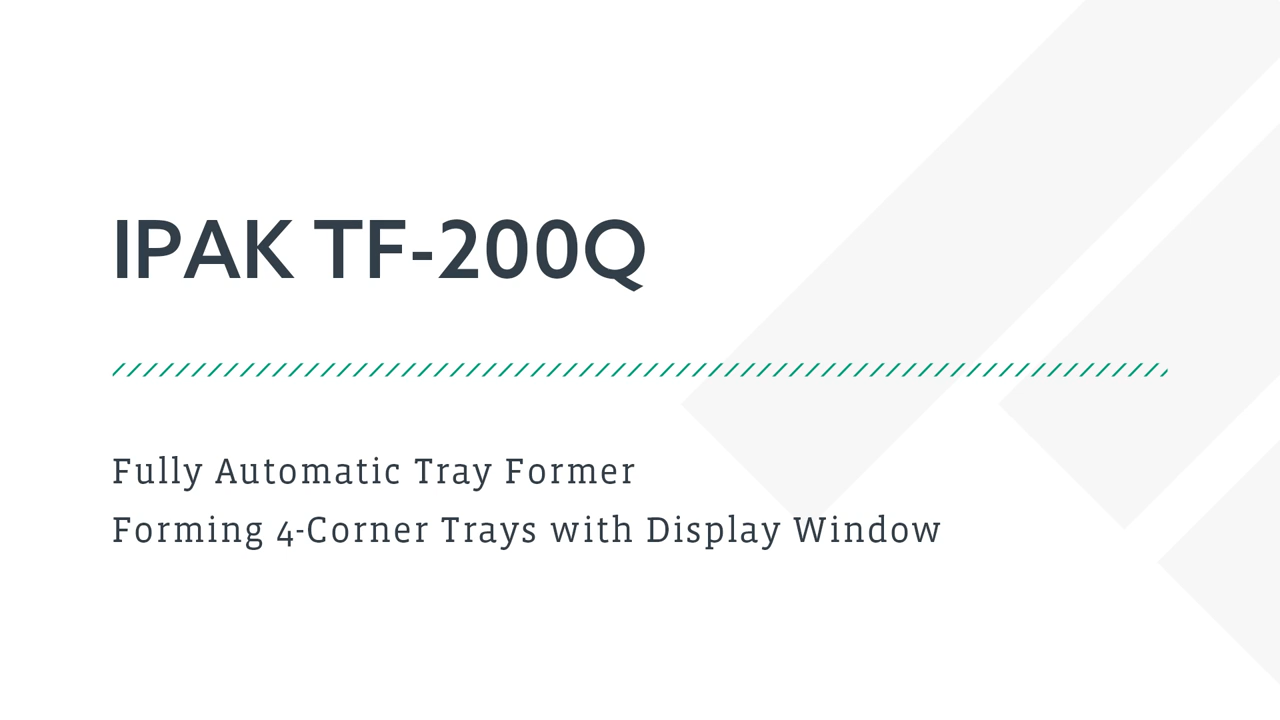 IPAK TF-200Q
Fully Automatic Tray Former
Forming 4-Corner Trays with Display Window